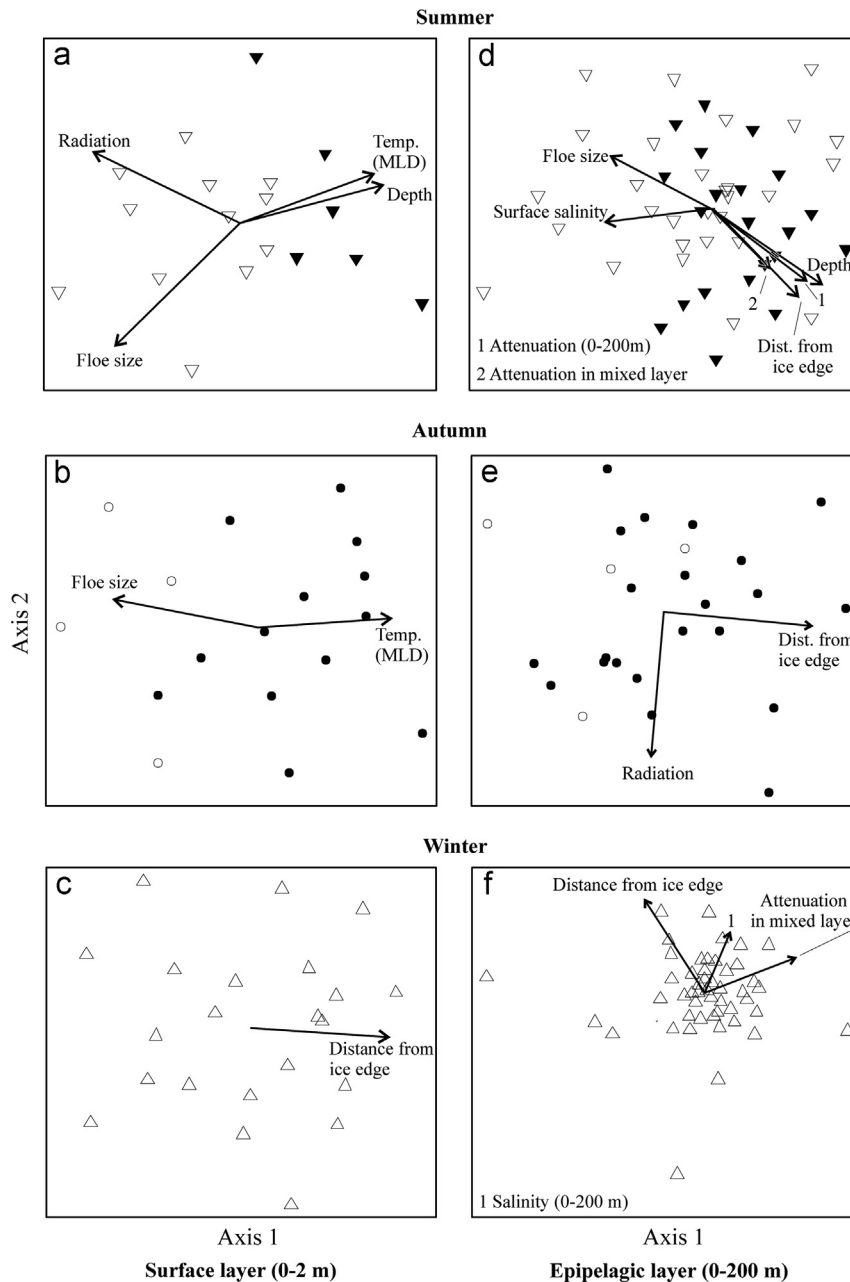 Summer
a
Radiation
Temp.
(MLD)
Depth
Floe size
d
Floe size
Surface salinity
Depth
1
2
Dist. from
ice edge
1 Attenuation (0-200m)
2 Attenuation in mixed layer
Autumn
b
Floe size
Temp.
(MLD)
Axis 2
e
Dist. from
ice edge
Radiation
Winter
c
Distance from
ice edge
f
Distance from ice edge
1
Attenuation
in mixed laye
1 Salinity (0-200 m)
Axis 1
Axis 1
Surface layer (0-2 m)
Epipelagic layer (0-200 m)